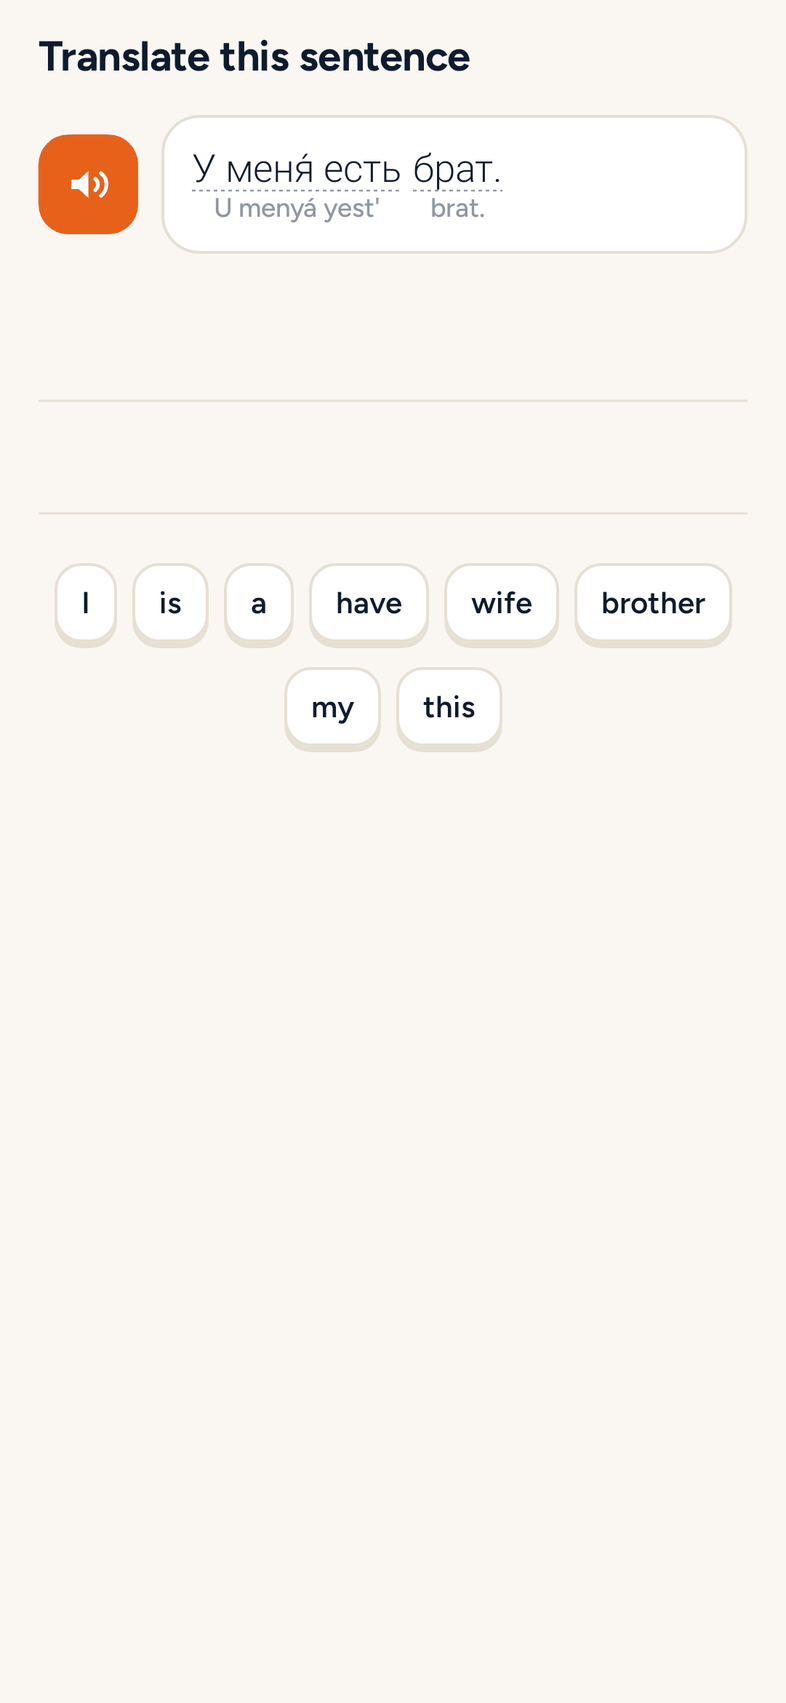 Translate this sentence
У меня́ есть брат.
U menyá yest' brat.
I is a have wife brother
my this